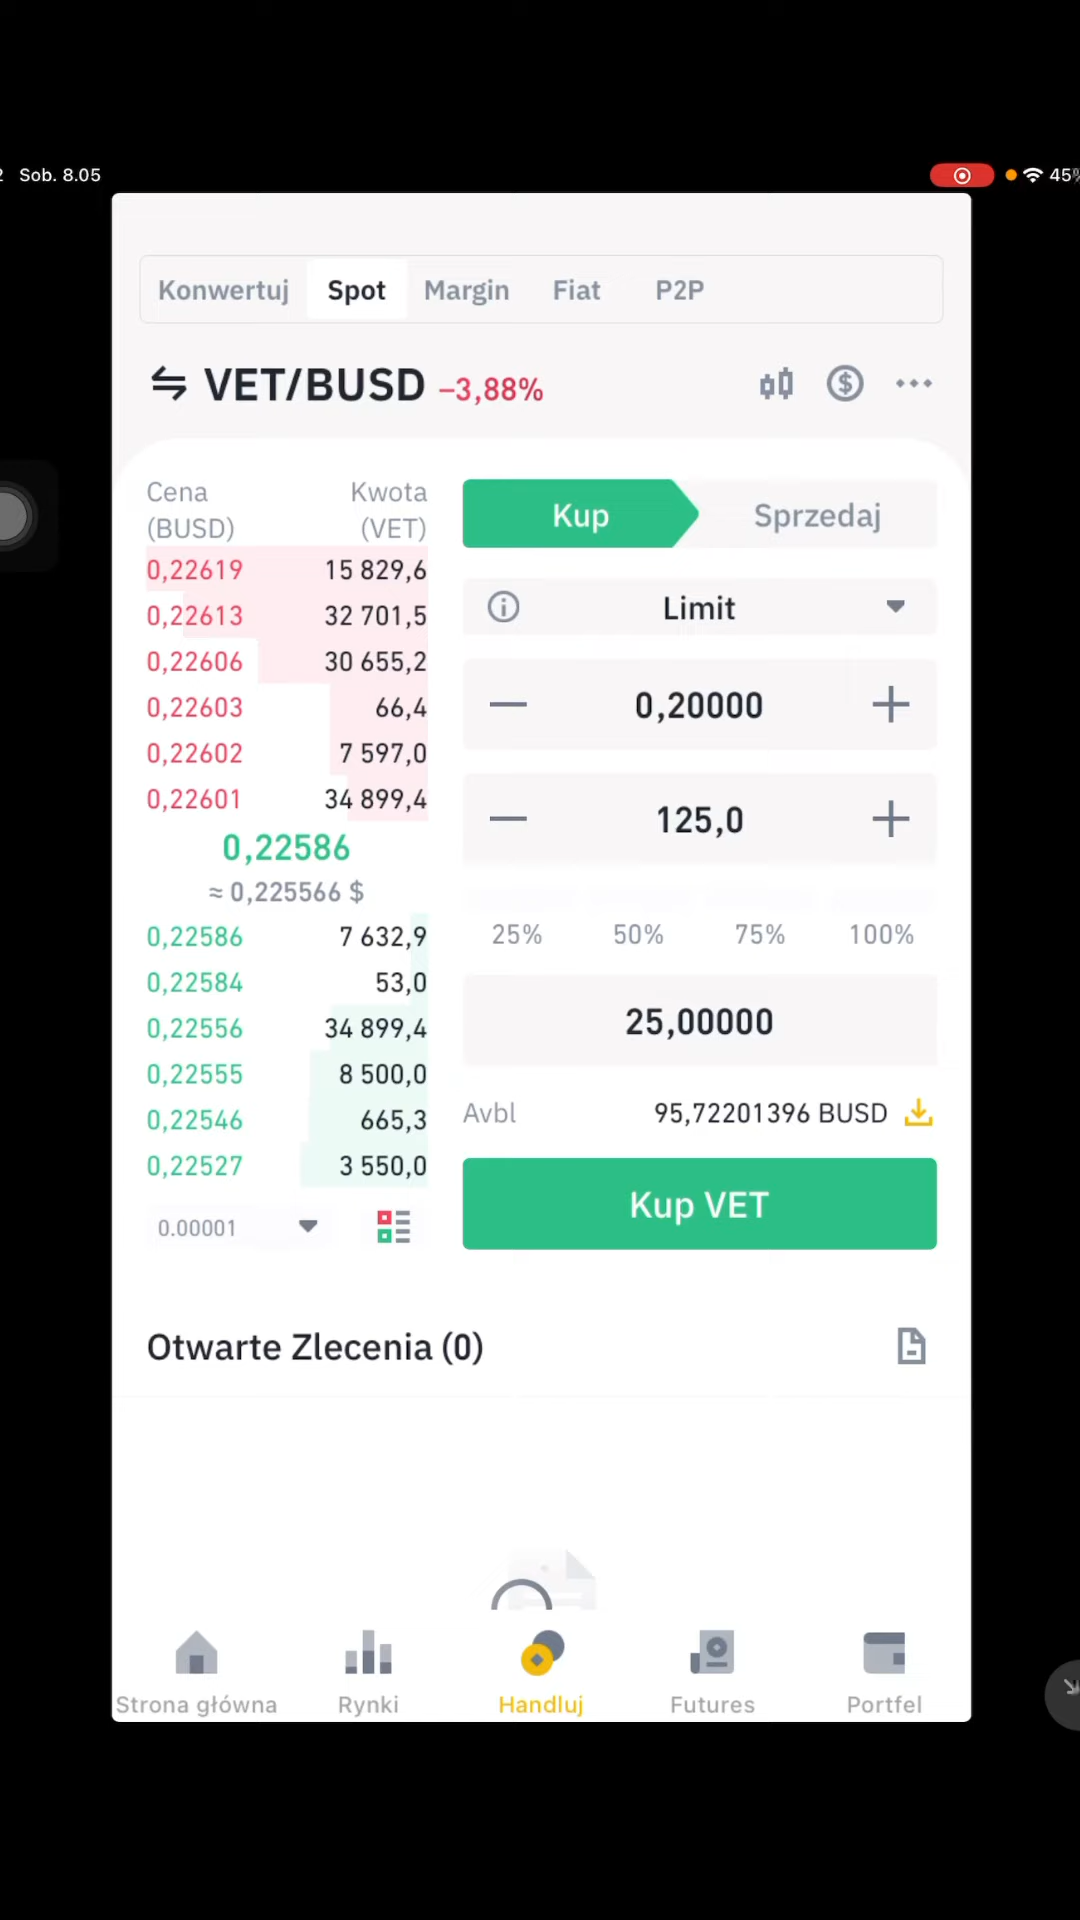 Sob. 8.05
45%
Konwertuj Spot Margin Fiat P2P
VET/BUSD –3,88%
Cena (BUSD) Kwota (VET)
0,22619 15 829,6
0,22613 32 701,5
0,22606 30 655,2
0,22603 66,4
0,22602 7 597,0
0,22601 34 899,4
0,22586
≈ 0,225566 $
0,22586 7 632,9
0,22584 53,0
0,22556 34 899,4
0,22555 8 500,0
0,22546 665,3
0,22527 3 550,0
0.00001
Kup Sprzedaj
Limit
— 0,20000 +
— 125,0 +
25% 50% 75% 100%
25,00000
Avbl 95,72201396 BUSD
Kup VET
Otwarte Zlecenia (0)
Strona główna Rynki Handluj Futures Portfel